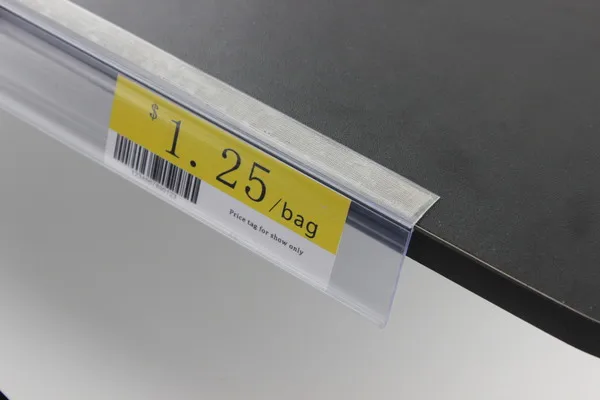 $1.25/bag
Price tag for show only